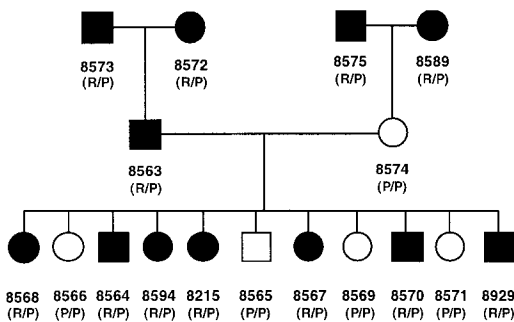 8573 8572 8575 8589
(R/P) (R/P) (R/P) (R/P)
8563 8574
(R/P) (P/P)
8568 8566 8564 8594 8215 8565 8567 8569 8570 8571 8929
(R/P) (P/P) (R/P) (R/P) (R/P) (P/P) (R/P) (P/P) (R/P) (P/P) (R/P)